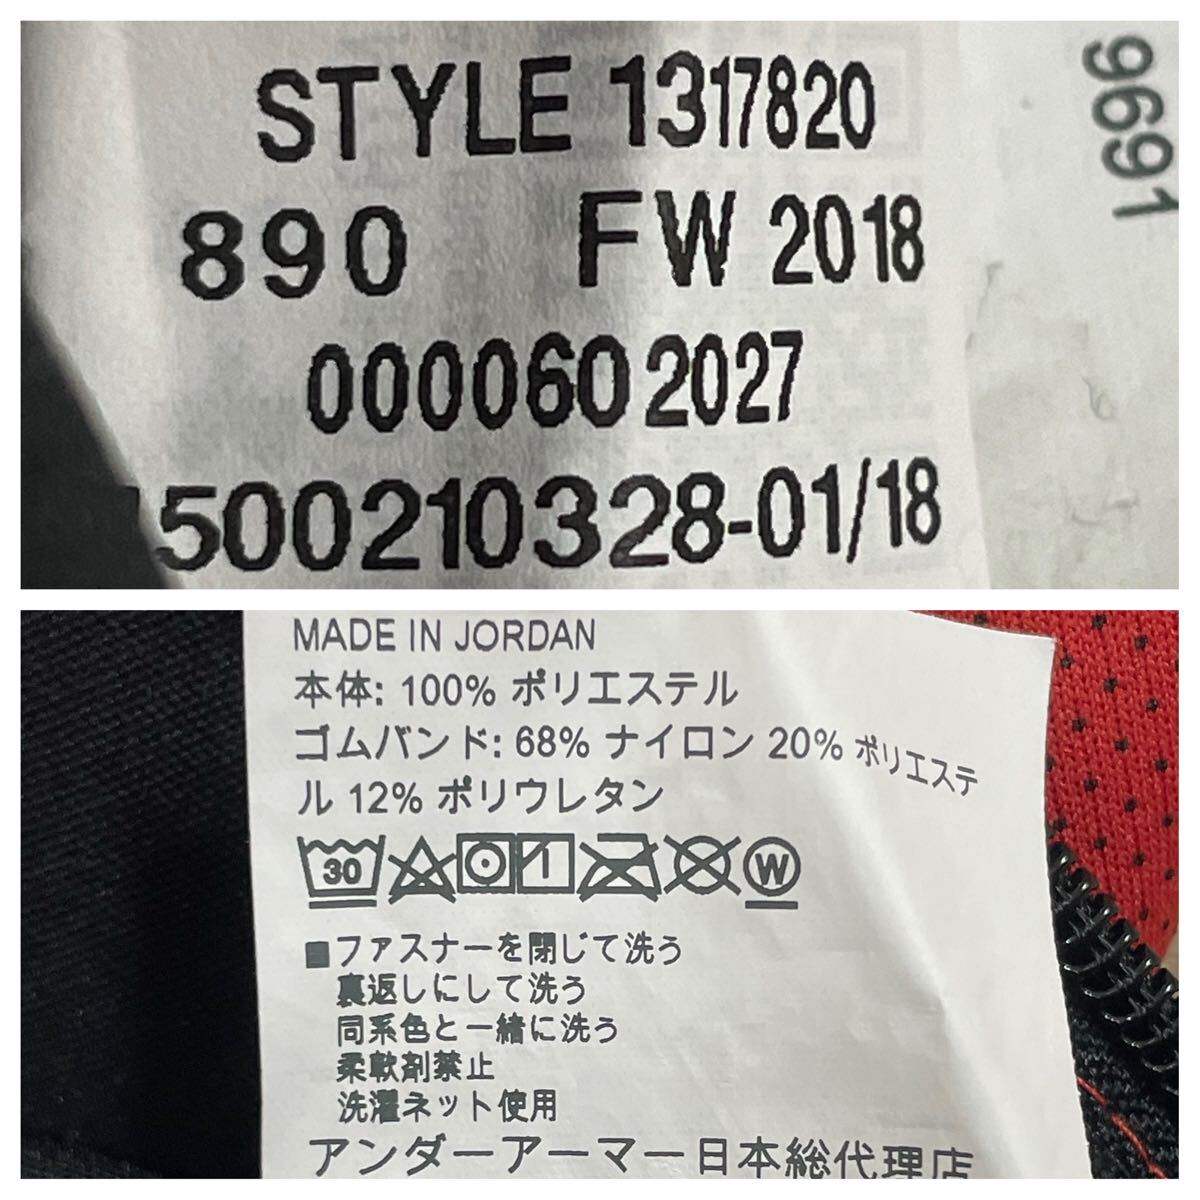 STYLE 1317820
890 FW 2018
0000602027
500210328-01/18
9691
MADE IN JORDAN
本体: 100% ポリエステル
ゴムバンド: 68% ナイロン 20% ポリエステ
ル 12% ポリウレタン
30 W
■ファスナーを閉じて洗う
裏返しにして洗う
同系色と一緒に洗う
柔軟剤禁止
洗濯ネット使用
アンダーアーマー日本総代理店